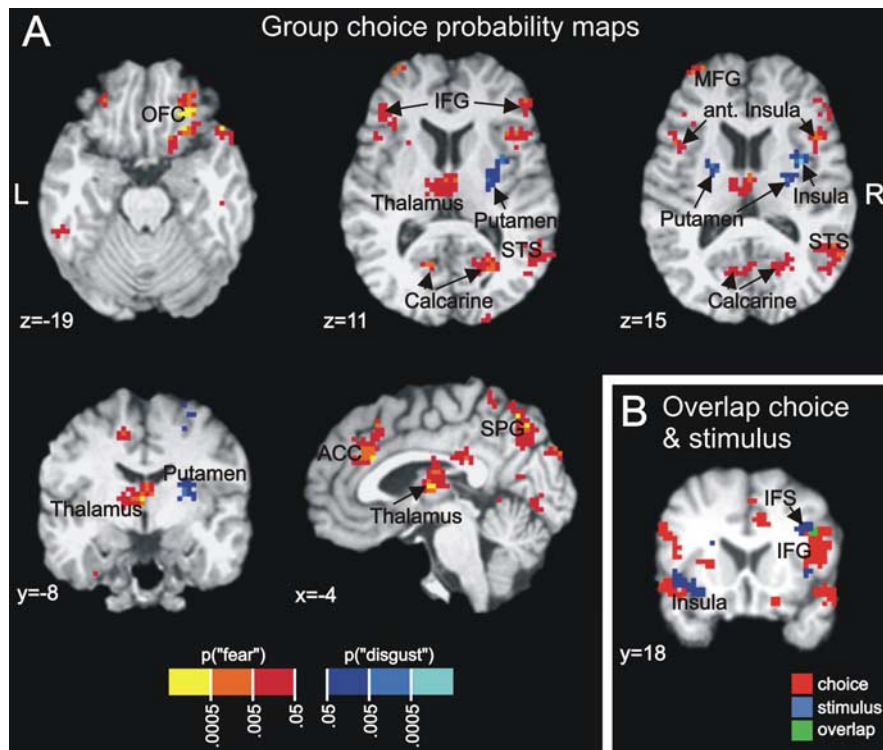 A
Group choice probability maps
OFC
L
z=-19
IFG
Thalamus
Putamen
STS
Calcarine
z=11
MFG
ant. Insula
Putamen
Insula
R
STS
Calcarine
z=15
Putamen
Thalamus
y=-8
ACC
SPG
Thalamus
x=-4
p("fear")
.0005
.005
.05
p("disgust")
.05
.005
.0005
B
Overlap choice
& stimulus
IFS
IFG
Insula
y=18
choice
stimulus
overlap